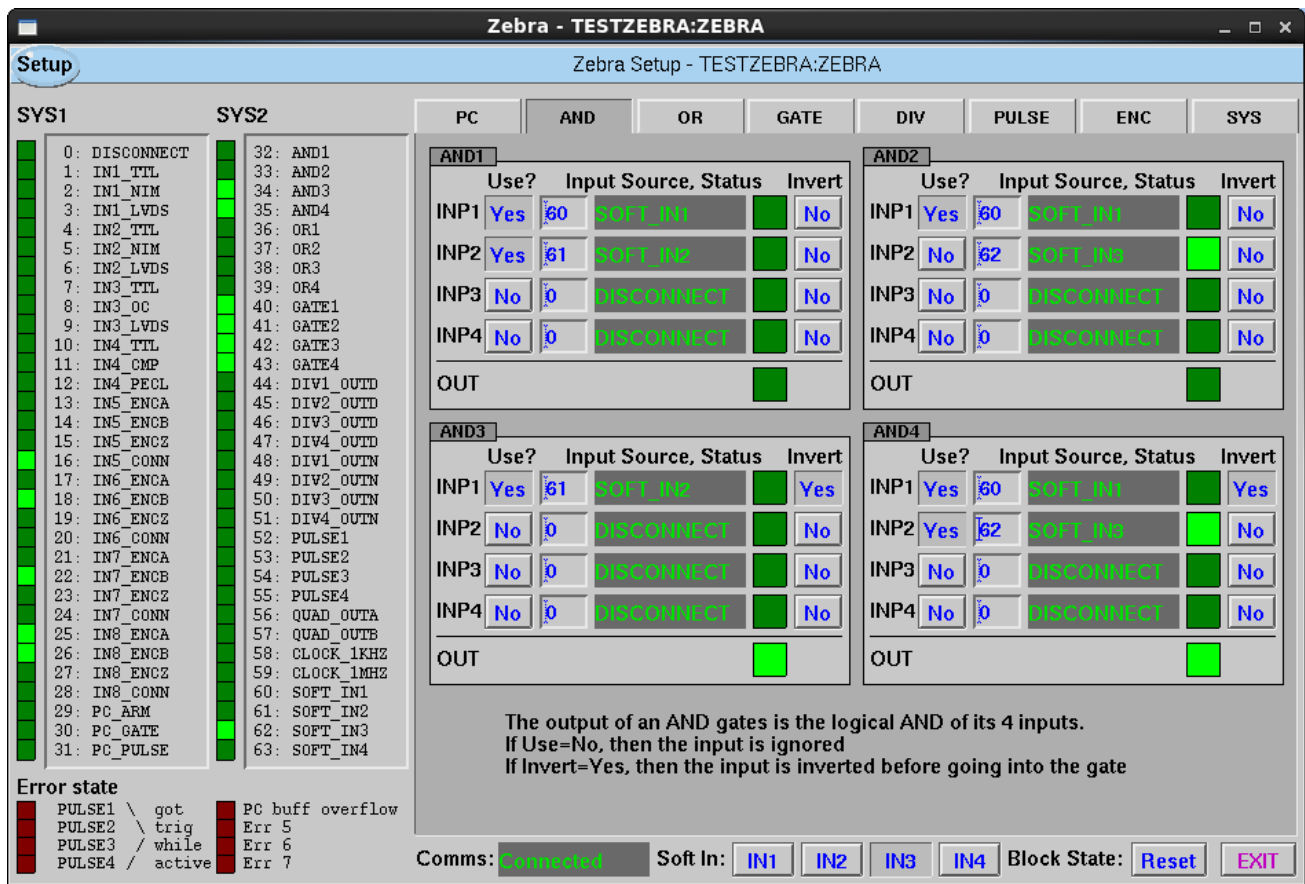 Zebra - TESTZEBRA:ZEBRA
Setup
Zebra Setup - TESTZEBRA:ZEBRA
SYS1
SYS2
0: DISCONNECT
1: IN1_TTL
2: IN1_NIM
3: IN1_LVDS
4: IN2_TTL
5: IN2_NIM
6: IN2_LVDS
7: IN3_TTL
8: IN3_OC
9: IN3_LVDS
10: IN4_TTL
11: IN4_CMP
12: IN4_PECL
13: IN5_ENCA
14: IN5_ENCB
15: IN5_ENCZ
16: IN5_CONN
17: IN6_ENCA
18: IN6_ENCB
19: IN6_ENCZ
20: IN6_CONN
21: IN7_ENCA
22: IN7_ENCB
23: IN7_ENCZ
24: IN7_CONN
25: IN8_ENCA
26: IN8_ENCB
27: IN8_ENCZ
28: IN8_CONN
29: PC_ARM
30: PC_GATE
31: PC_PULSE
32: AND1
33: AND2
34: AND3
35: AND4
36: OR1
37: OR2
38: OR3
39: OR4
40: GATE1
41: GATE2
42: GATE3
43: GATE4
44: DIV1_OUTD
45: DIV2_OUTD
46: DIV3_OUTD
47: DIV4_OUTD
48: DIV1_OUTN
49: DIV2_OUTN
50: DIV3_OUTN
51: DIV4_OUTN
52: PULSE1
53: PULSE2
54: PULSE3
55: PULSE4
56: QUAD_OUTA
57: QUAD_OUTB
58: CLOCK_1KHZ
59: CLOCK_1MHZ
60: SOFT_IN1
61: SOFT_IN2
62: SOFT_IN3
63: SOFT_IN4
Error state
PULSE1 \ got
PULSE2 \ trig
PULSE3 / while
PULSE4 / active
PC buff overflow
Err 5
Err 6
Err 7
PC AND OR GATE DIV PULSE ENC SYS
AND1
Use? Input Source, Status Invert
INP1 Yes 60 SOFT_IN1 No
INP2 Yes 61 SOFT_IN2 No
INP3 No 0 DISCONNECT No
INP4 No 0 DISCONNECT No
OUT
AND2
Use? Input Source, Status Invert
INP1 Yes 60 SOFT_IN1 No
INP2 No 62 SOFT_IN3 No
INP3 No 0 DISCONNECT No
INP4 No 0 DISCONNECT No
OUT
AND3
Use? Input Source, Status Invert
INP1 Yes 61 SOFT_IN2 Yes
INP2 No 0 DISCONNECT No
INP3 No 0 DISCONNECT No
INP4 No 0 DISCONNECT No
OUT
AND4
Use? Input Source, Status Invert
INP1 Yes 60 SOFT_IN1 Yes
INP2 Yes 62 SOFT_IN3 No
INP3 No 0 DISCONNECT No
INP4 No 0 DISCONNECT No
OUT
The output of an AND gates is the logical AND of its 4 inputs.
If Use=No, then the input is ignored
If Invert=Yes, then the input is inverted before going into the gate
Comms: Connected Soft In: IN1 IN2 IN3 IN4 Block State: Reset EXIT